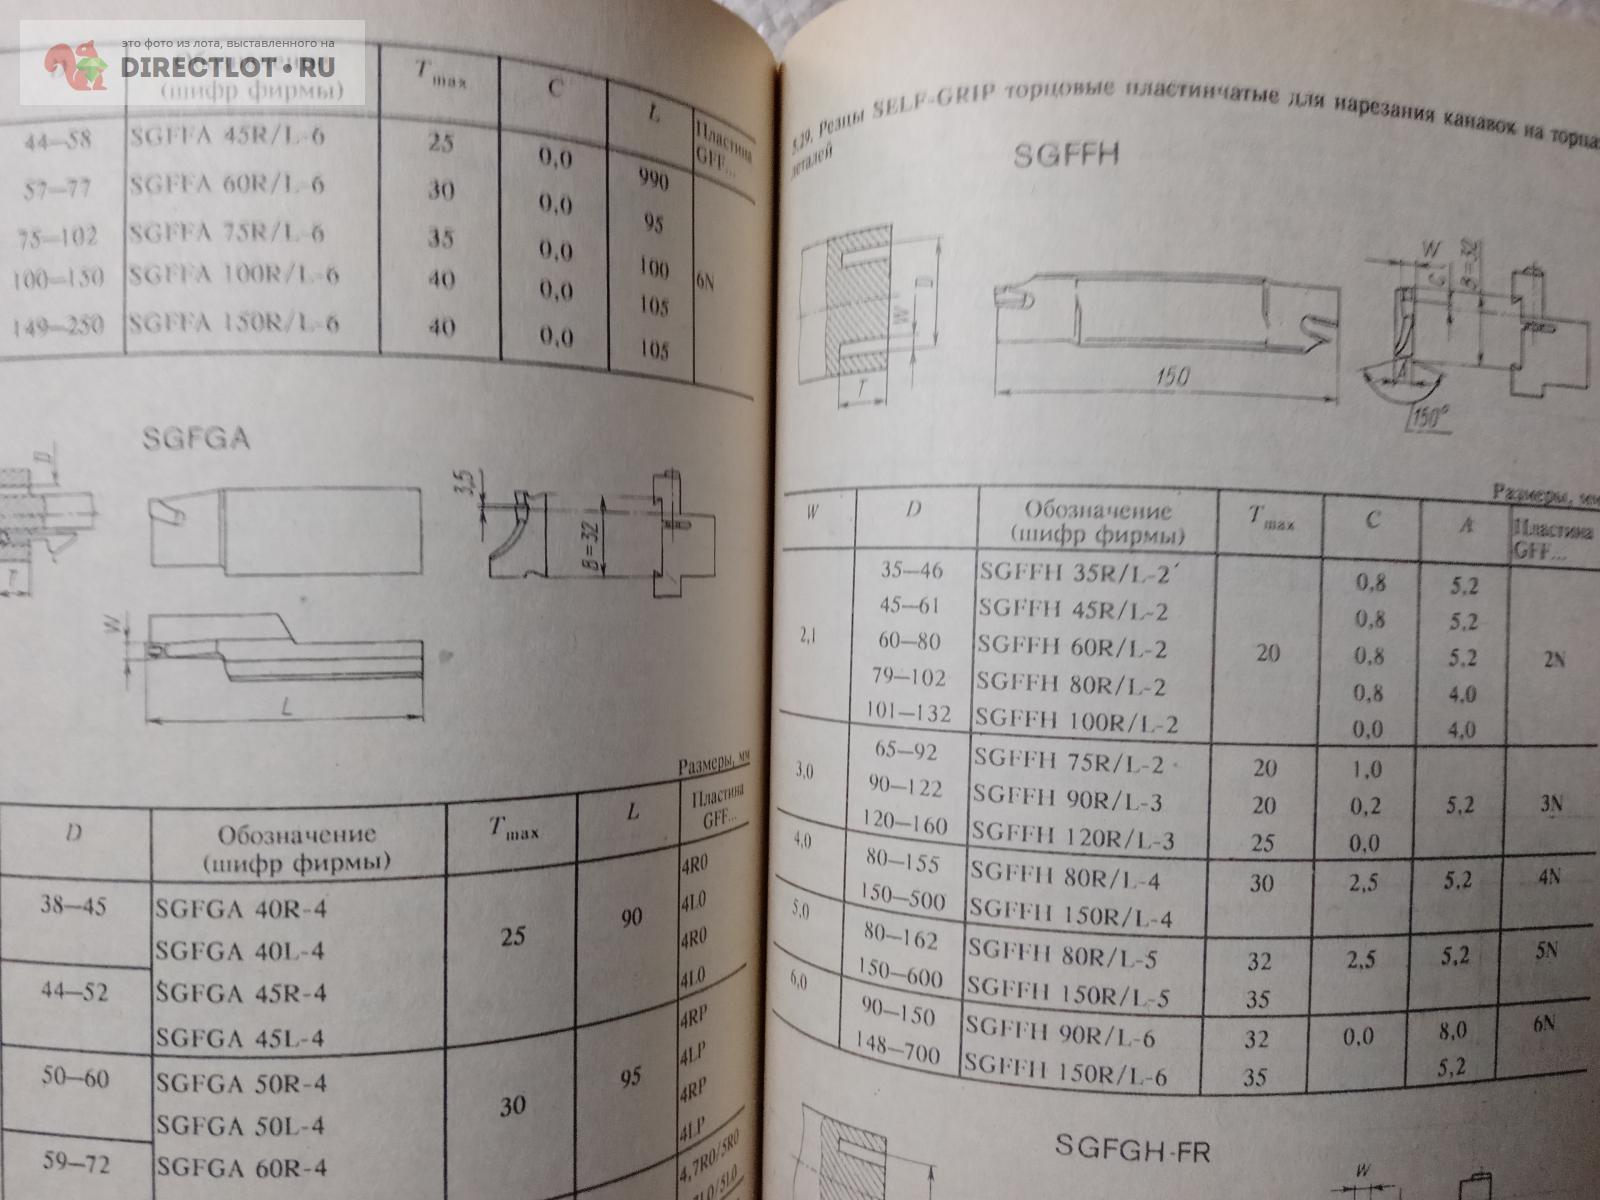 это фото из лота, выставленного на
DIRECTLOT.RU
(шифр фирмы) T max C L Пластина GFF...
44—58 SGFFA 45R/L-6 25 0,0 990
57—77 SGFFA 60R/L-6 30 0,0 95
75—102 SGFFA 75R/L-6 35 0,0 100 6N
100—150 SGFFA 100R/L-6 40 0,0 105
149—250 SGFFA 150R/L-6 40 0,0 105
SGFGA
D
T
3,5
B=32
W
L
Размеры, мм
D Обозначение (шифр фирмы) T max L Пластина GFF...
38—45 SGFGA 40R-4 25 90 4R0
SGFGA 40L-4 4L0
44—52 SGFGA 45R-4 4R0
SGFGA 45L-4 4L0
50—60 SGFGA 50R-4 30 95 4RP
SGFGA 50L-4 4LP
59—72 SGFGA 60R-4 4RP
4LP
4,7R0/5R0
5.29. Резцы SELF-GRIP торцовые пластинчатые для нарезания канавок на торцах
деталей
SGFFH
D
W
T
150
W
C
B=32
A
150°
Размеры, мм
W D Обозначение (шифр фирмы) T max C A Пластина GFF...
2,1 35—46 SGFFH 35R/L-2 20 0,8 5,2 2N
45—61 SGFFH 45R/L-2 0,8 5,2
60—80 SGFFH 60R/L-2 0,8 5,2
79—102 SGFFH 80R/L-2 0,8 4,0
101—132 SGFFH 100R/L-2 0,0 4,0
3,0 65—92 SGFFH 75R/L-2 20 1,0 5,2 3N
90—122 SGFFH 90R/L-3 20 0,2
120—160 SGFFH 120R/L-3 25 0,0
4,0 80—155 SGFFH 80R/L-4 30 2,5 5,2 4N
150—500 SGFFH 150R/L-4
5,0 80—162 SGFFH 80R/L-5 32 2,5 5,2 5N
150—600 SGFFH 150R/L-5 35
6,0 90—150 SGFFH 90R/L-6 32 0,0 8,0 6N
148—700 SGFFH 150R/L-6 35 5,2
SGFGH-FR
W